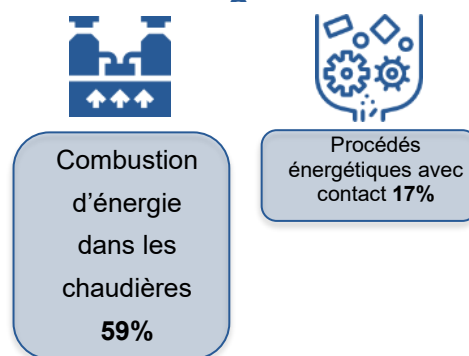 Combustion
d'énergie
dans les
chaudières
59%
Procédés
énergétiques avec
contact 17%